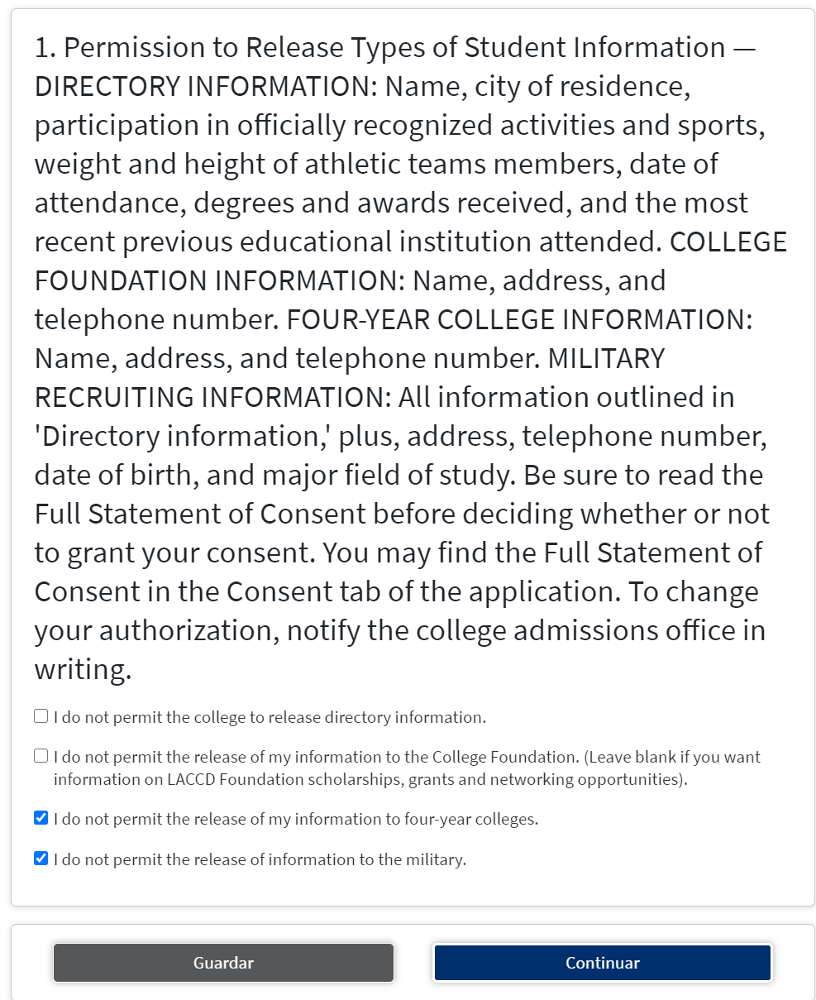 1. Permission to Release Types of Student Information —
DIRECTORY INFORMATION: Name, city of residence,
participation in officially recognized activities and sports,
weight and height of athletic teams members, date of
attendance, degrees and awards received, and the most
recent previous educational institution attended. COLLEGE
FOUNDATION INFORMATION: Name, address, and
telephone number. FOUR-YEAR COLLEGE INFORMATION:
Name, address, and telephone number. MILITARY
RECRUITING INFORMATION: All information outlined in
'Directory information,' plus, address, telephone number,
date of birth, and major field of study. Be sure to read the
Full Statement of Consent before deciding whether or not
to grant your consent. You may find the Full Statement of
Consent in the Consent tab of the application. To change
your authorization, notify the college admissions office in
writing.
I do not permit the college to release directory information.
I do not permit the release of my information to the College Foundation. (Leave blank if you want
information on LACCD Foundation scholarships, grants and networking opportunities).
I do not permit the release of my information to four-year colleges.
I do not permit the release of information to the military.
Guardar
Continuar